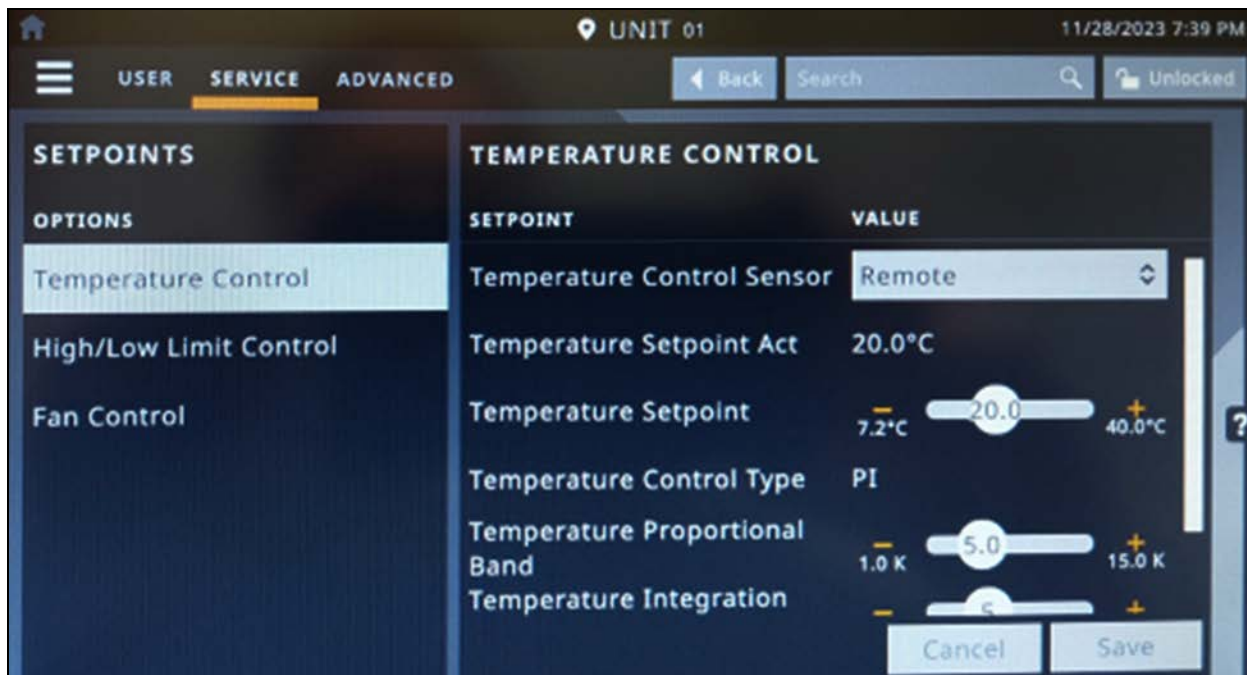 UNIT 01
11/28/2023 7:39 PM
USER SERVICE ADVANCED
Back
Search
Unlocked
SETPOINTS
OPTIONS
Temperature Control
High/Low Limit Control
Fan Control
TEMPERATURE CONTROL
SETPOINT VALUE
Temperature Control Sensor Remote
Temperature Setpoint Act 20.0°C
Temperature Setpoint − 7.2°C 20.0 + 40.0°C
Temperature Control Type PI
Temperature Proportional
Band − 1.0 K 5.0 + 15.0 K
Temperature Integration − 5 +
Cancel Save
?